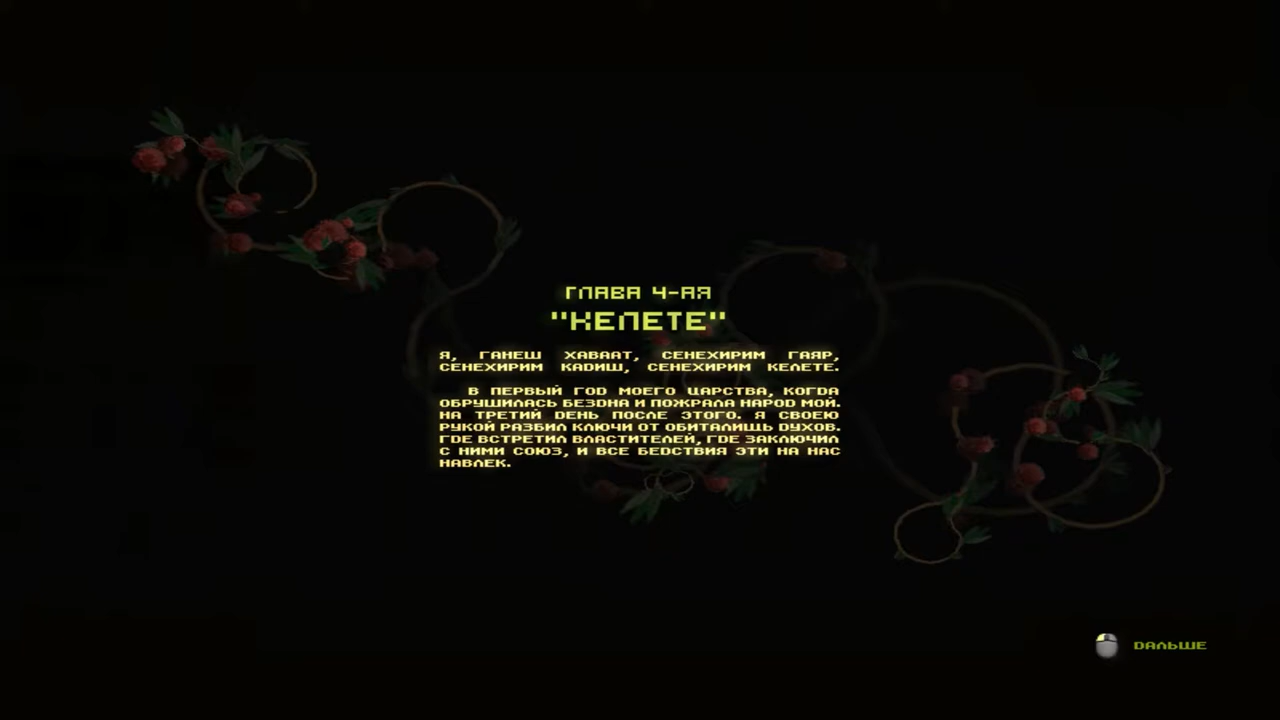 ГЛАВА 4-АЯ
"КЕЛЕТЕ"
Я, ГАНЕШ ХАВААТ, СЕНЕХИРИМ ГАЯР,
СЕНЕХИРИМ КАДИШ, СЕНЕХИРИМ КЕЛЕТЕ.
В ПЕРВЫЙ ГОД МОЕГО ЦАРСТВА, КОГДА
ОБРУШИЛАСЬ БЕЗДНА И ПОЖРАЛА НАРОД МОЙ.
НА ТРЕТИЙ ДЕНЬ ПОСЛЕ ЭТОГО. Я СВОЕЮ
РУКОЙ РАЗБИЛ КЛЮЧИ ОТ ОБИТАЛИЩЬ ДУХОВ.
ГДЕ ВСТРЕТИЛ ВЛАСТИТЕЛЕЙ, ГДЕ ЗАКЛЮЧИЛ
С НИМИ СОЮЗ, И ВСЕ БЕДСТВИЯ ЭТИ НА НАС
НАВЛЕК.
ДАЛЬШЕ